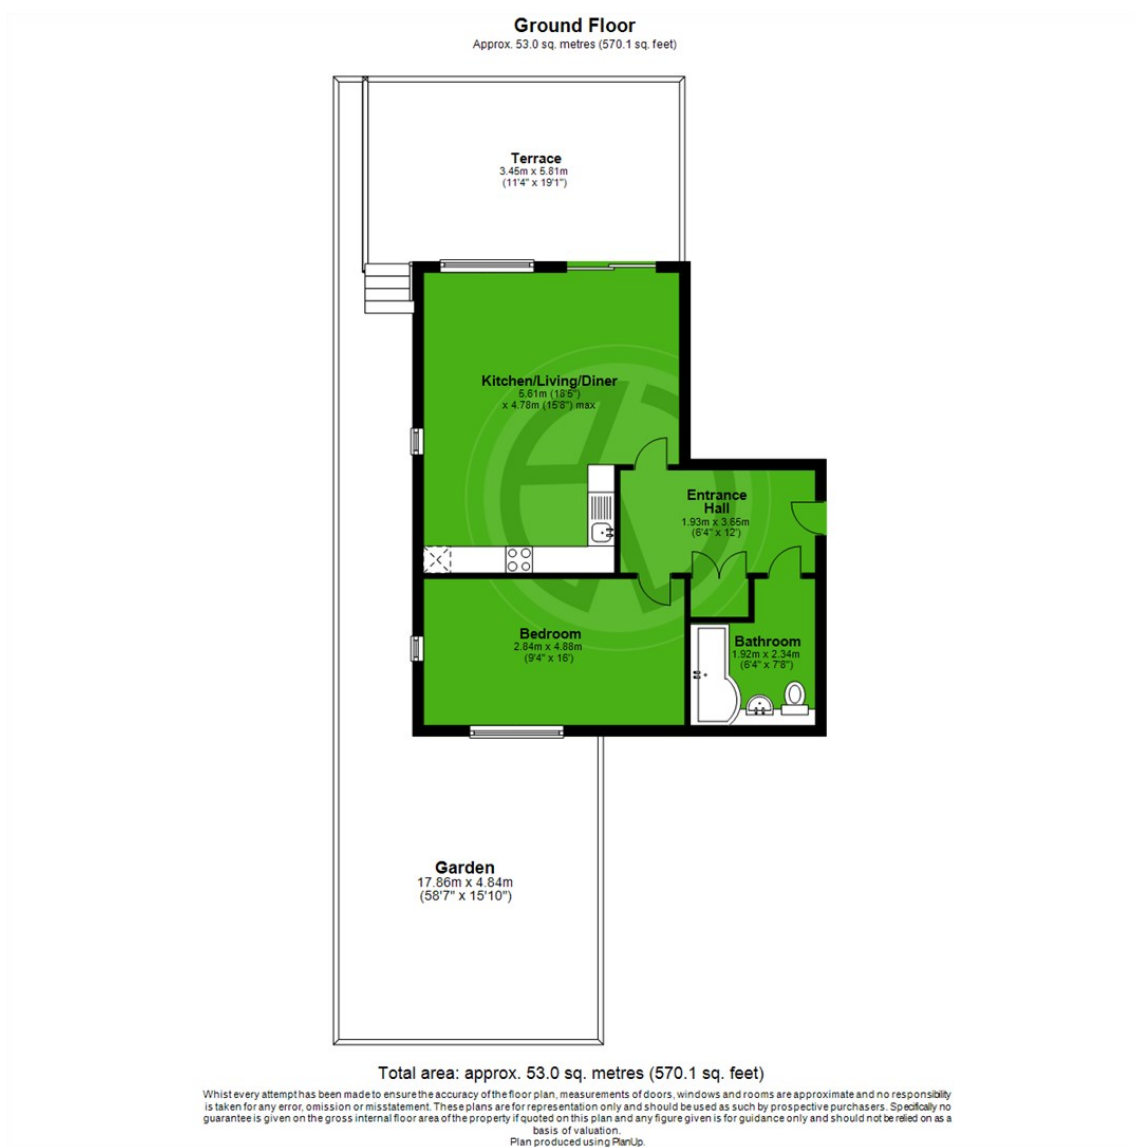 Ground Floor
Approx. 53.0 sq. metres (570.1 sq. feet)
Terrace
3.45m x 5.81m
(11'4" x 19'1")
Kitchen/Living/Diner
5.61m (18'5")
x 4.78m (15'8") max
Entrance
Hall
1.93m x 3.65m
(6'4" x 12')
Bedroom
2.84m x 4.88m
(9'4" x 16')
Bathroom
1.92m x 2.34m
(6'4" x 7'8")
Garden
17.86m x 4.84m
(58'7" x 15'10")
Total area: approx. 53.0 sq. metres (570.1 sq. feet)
Whist every attempt has been made to ensure the accuracy of the floor plan, measurements of doors, windows and rooms are approximate and no responsibility
is taken for any error, omission or misstatement. These plans are for representation only and should be used as such by prospective purchasers. Specifically no
guarantee is given on the gross internal floor area of the property if quoted on this plan and any figure given is for guidance only and should not be relied on as a
basis of valuation.
Plan produced using PlanUp.